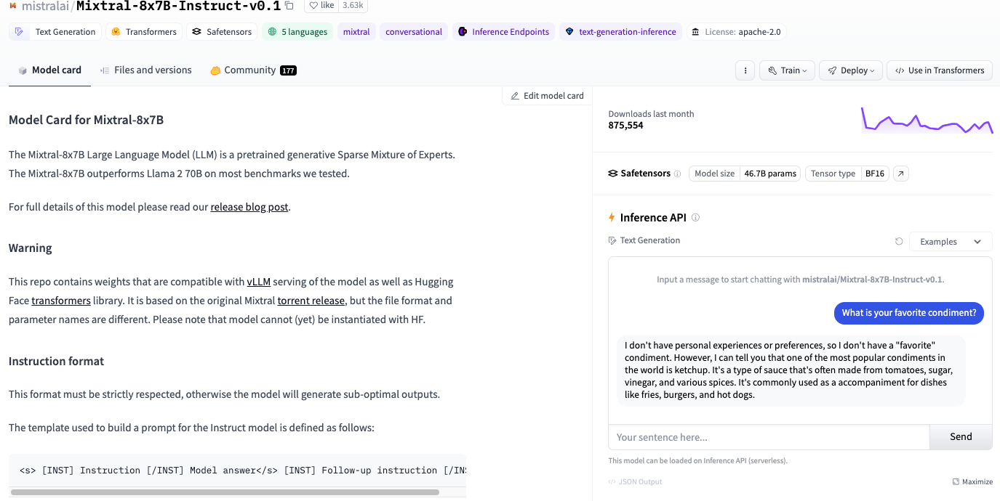 mistralai/Mixtral-8x7B-Instruct-v0.1 like 3.63k
Text Generation Transformers Safetensors 5 languages mixtral conversational Inference Endpoints text-generation-inference License: apache-2.0
Model card Files and versions Community 177 Train Deploy Use in Transformers
Edit model card
Model Card for Mixtral-8x7B
The Mixtral-8x7B Large Language Model (LLM) is a pretrained generative Sparse Mixture of Experts.
The Mixtral-8x7B outperforms Llama 2 70B on most benchmarks we tested.
For full details of this model please read our release blog post.
Warning
This repo contains weights that are compatible with vLLM serving of the model as well as Hugging
Face transformers library. It is based on the original Mixtral torrent release, but the file format and
parameter names are different. Please note that model cannot (yet) be instantiated with HF.
Instruction format
This format must be strictly respected, otherwise the model will generate sub-optimal outputs.
The template used to build a prompt for the Instruct model is defined as follows:
<s> [INST] Instruction [/INST] Model answer</s> [INST] Follow-up instruction [/INS
Downloads last month
875,554
Safetensors Model size 46.7B params Tensor type BF16
Inference API
Text Generation Examples
Input a message to start chatting with mistralai/Mixtral-8x7B-Instruct-v0.1.
What is your favorite condiment?
I don't have personal experiences or preferences, so I don't have a "favorite"
condiment. However, I can tell you that one of the most popular condiments in
the world is ketchup. It's a type of sauce that's often made from tomatoes, sugar,
vinegar, and various spices. It's commonly used as a accompaniment for dishes
like fries, burgers, and hot dogs.
Your sentence here... Send
This model can be loaded on Inference API (serverless).
</> JSON Output Maximize